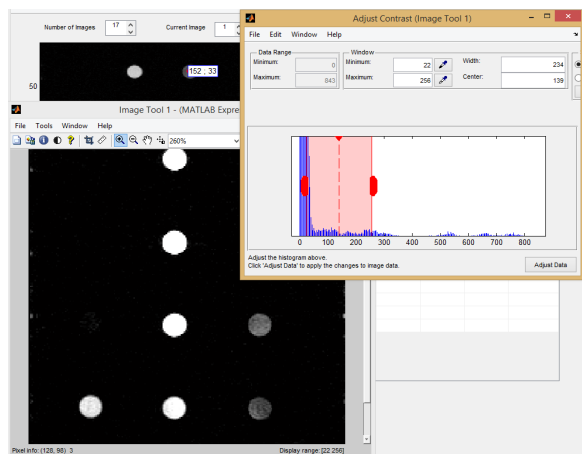 Number of Images 17 Current Image 1
152 ; 33
50
Image Tool 1 - (MATLAB Expre
File Tools Window Help
260%
Pixel info: (128, 98) 3 Display range: [22 256]
Adjust Contrast (Image Tool 1)
File Edit Window Help
Data Range
Minimum: 0
Maximum: 843
Window
Minimum: 22 Width: 234
Maximum: 256 Center: 139
0 100 200 300 400 500 600 700 800
Adjust the histogram above.
Click 'Adjust Data' to apply the changes to image data.
Adjust Data